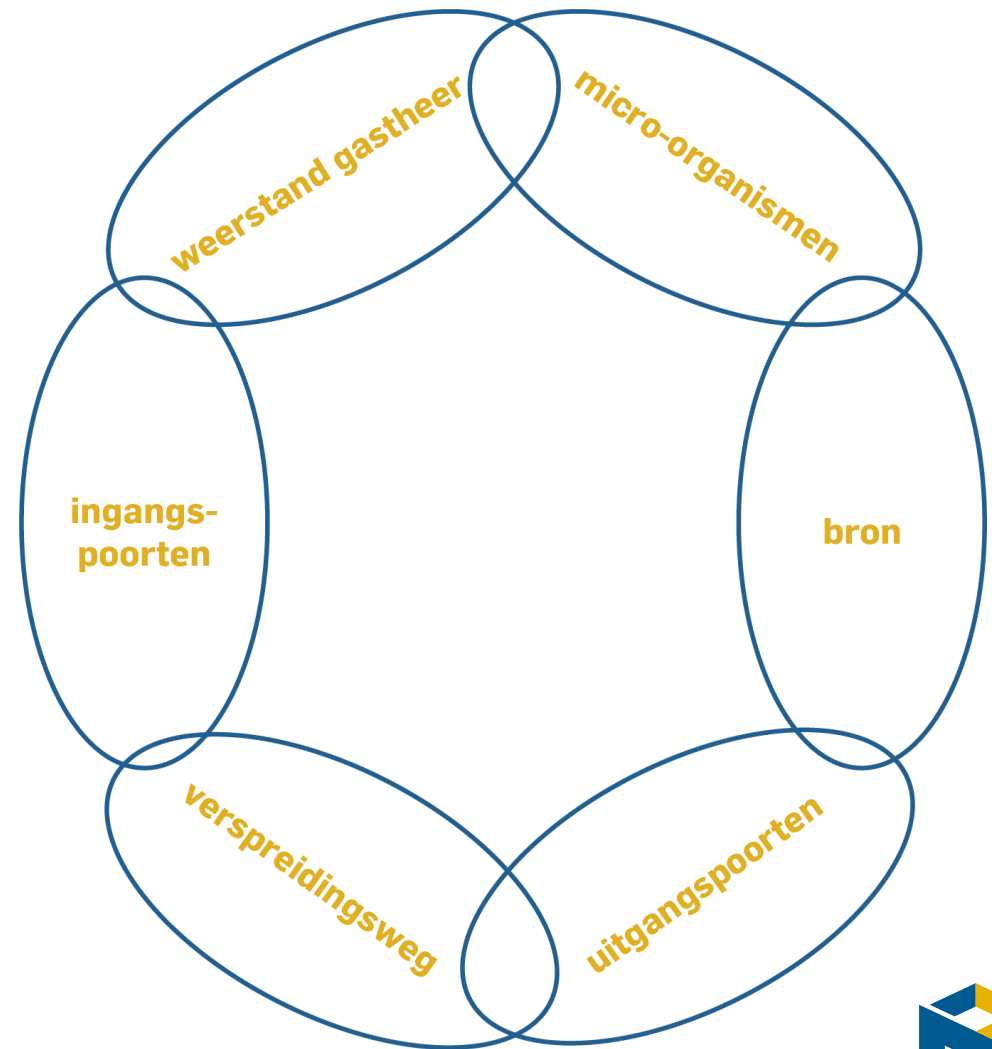 weerstand gastheer
micro-organismen
ingangs-
poorten
bron
verspreidingsweg
uitgangspoorten